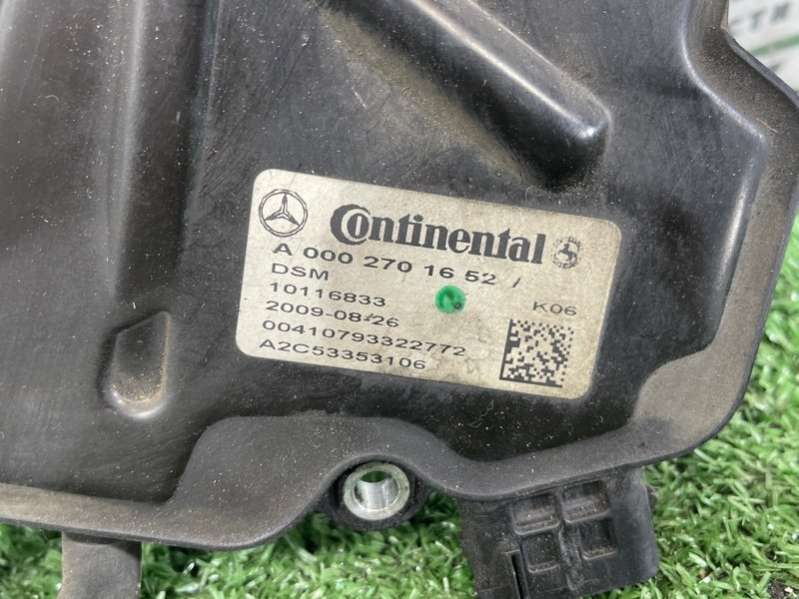 Continental
A 000 270 16 52 /
DSM
10116833
K06
2009-08-26
00410793322772
A2C53353106